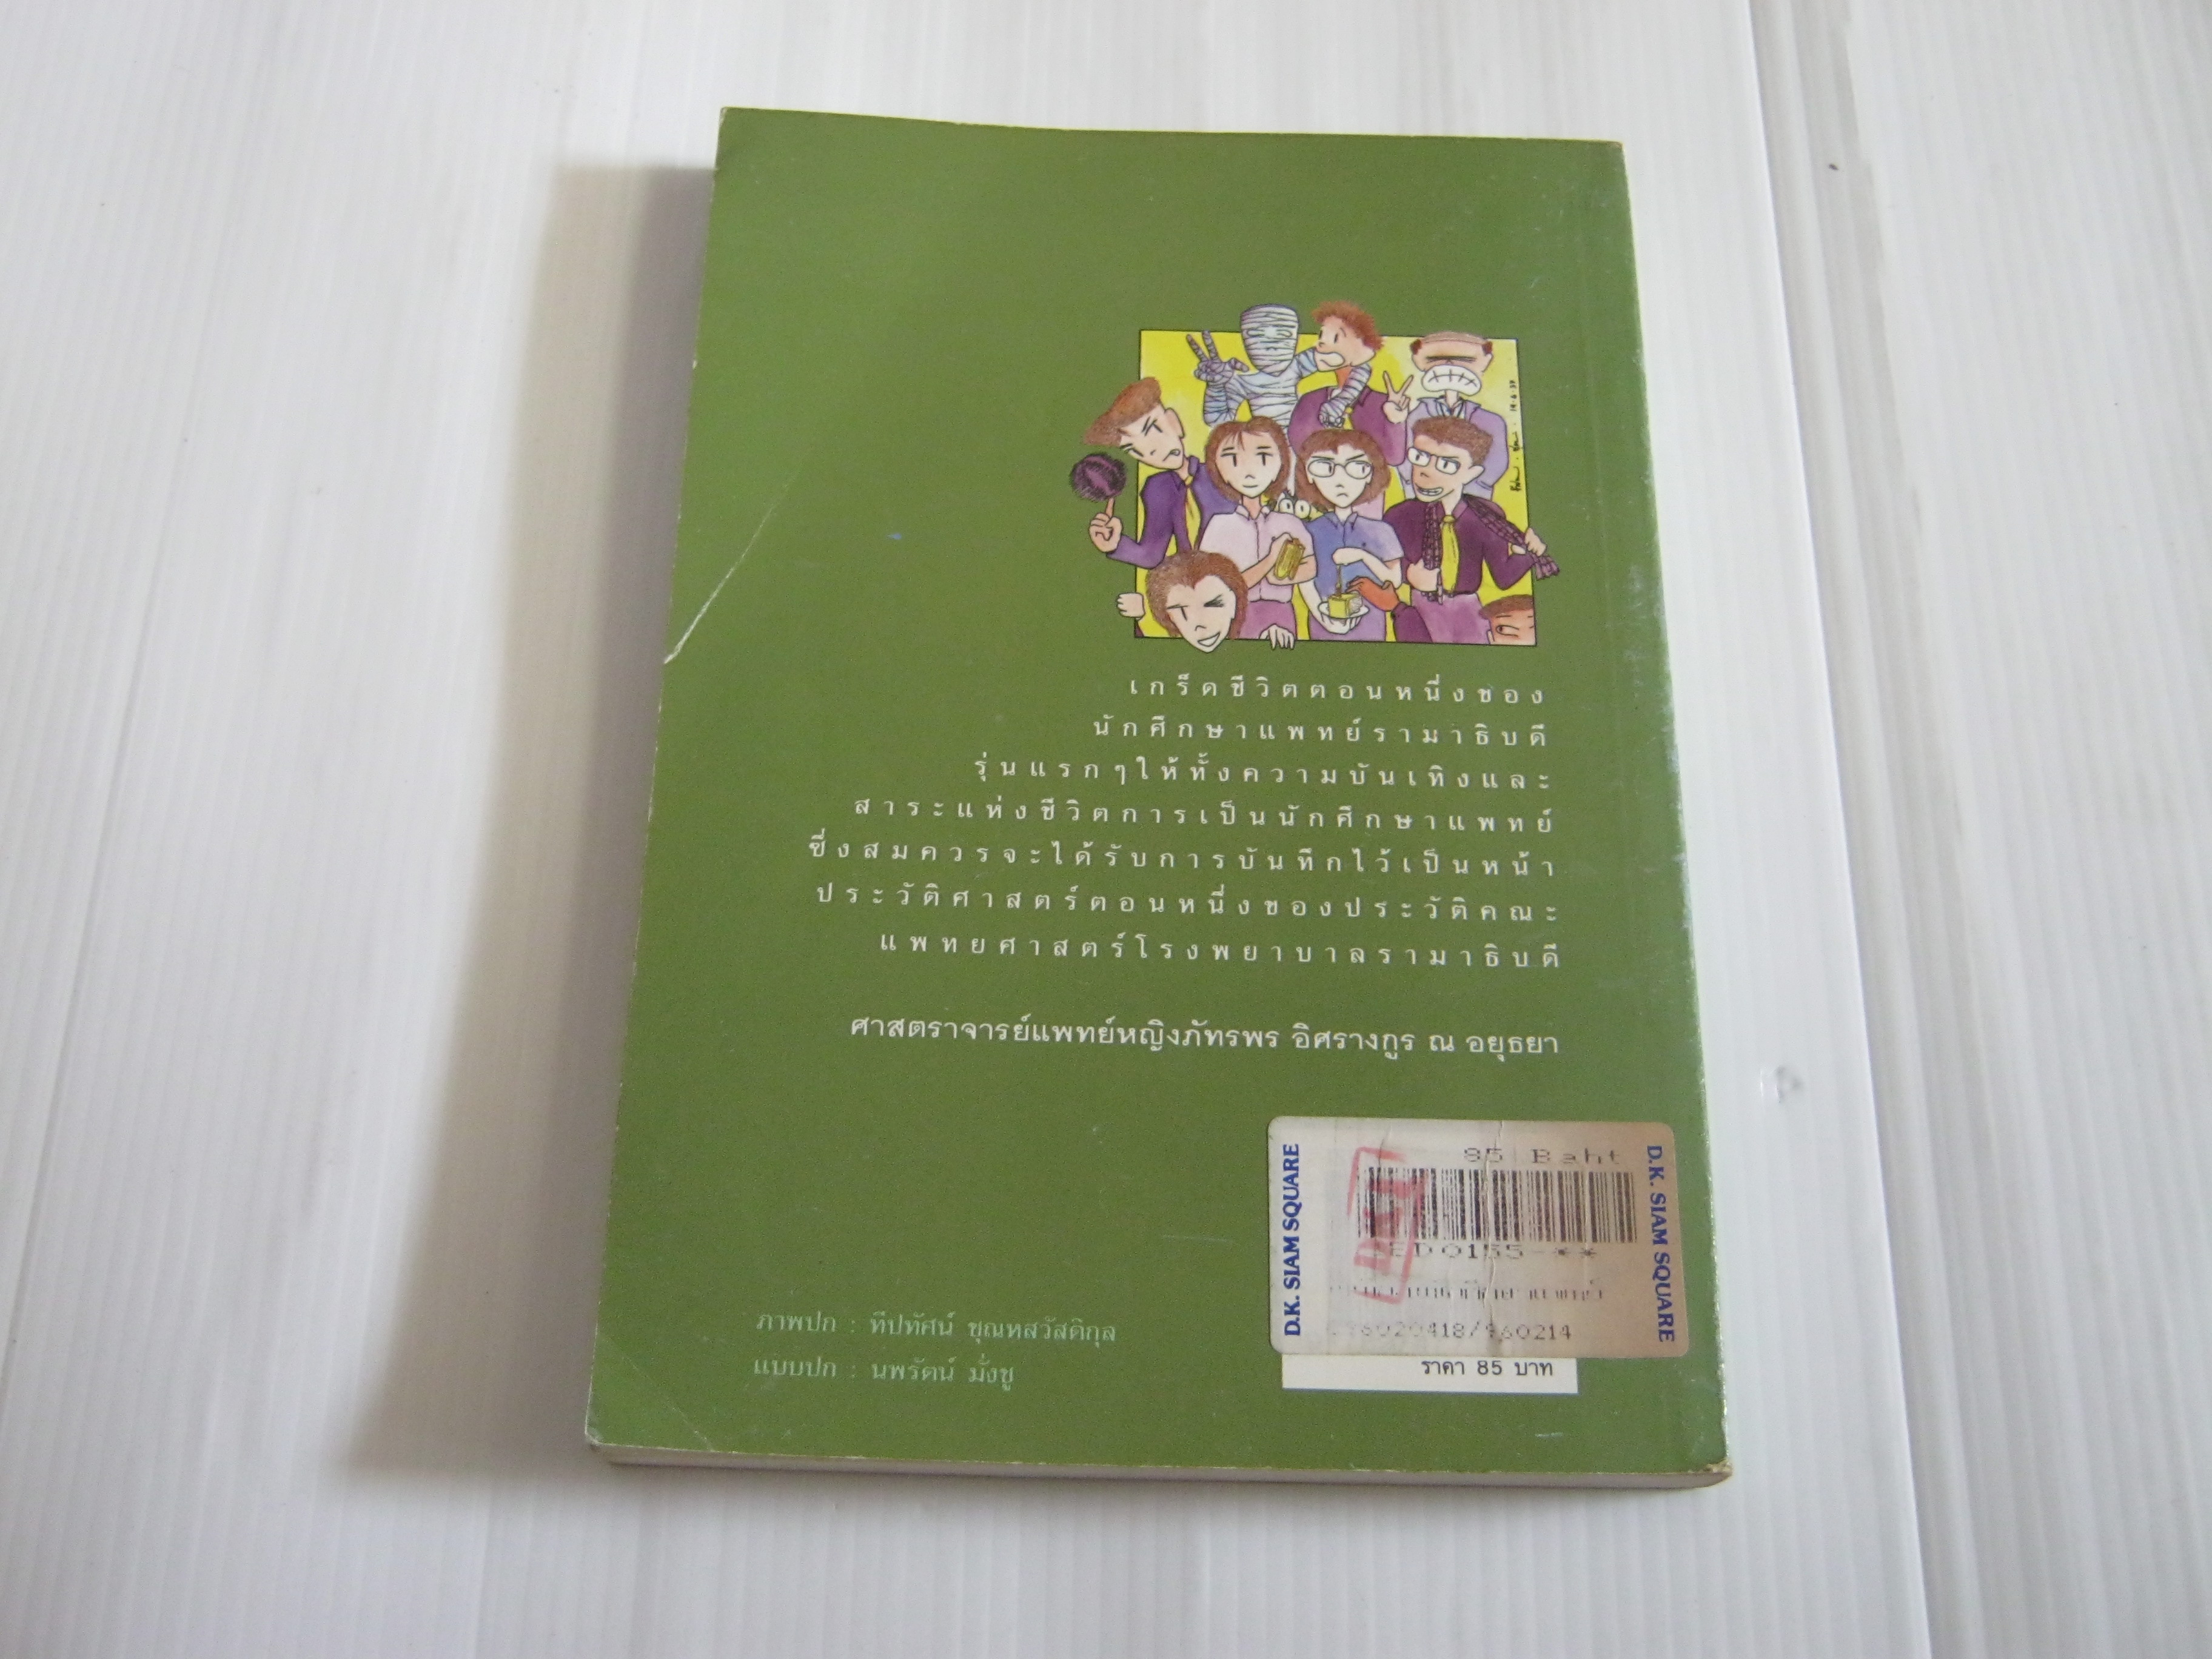 19.6.38
เกร็ดชีวิตตอนหนึ่งของ
นักศึกษาแพทย์รามาธิบดี
รุ่นแรกๆให้ทั้งความบันเทิงและ
สาระแห่งชีวิตการเป็นนักศึกษาแพทย์
ซึ่งสมควรจะได้รับการบันทึกไว้เป็นหน้า
ประวัติศาสตร์ตอนหนึ่งของประวัติคณะ
แพทยศาสตร์โรงพยาบาลรามาธิบดี
ศาสตราจารย์แพทย์หญิงภัทรพร อิศรางกูร ณ อยุธยา
D.K. SIAM SQUARE
85 Baht
D.K. SIAM SQUARE
ราคา 85 บาท
ภาพปก : ทีปทัศน์ ชุณหสวัสดิกุล
แบบปก : นพรัตน์ มั่งชู